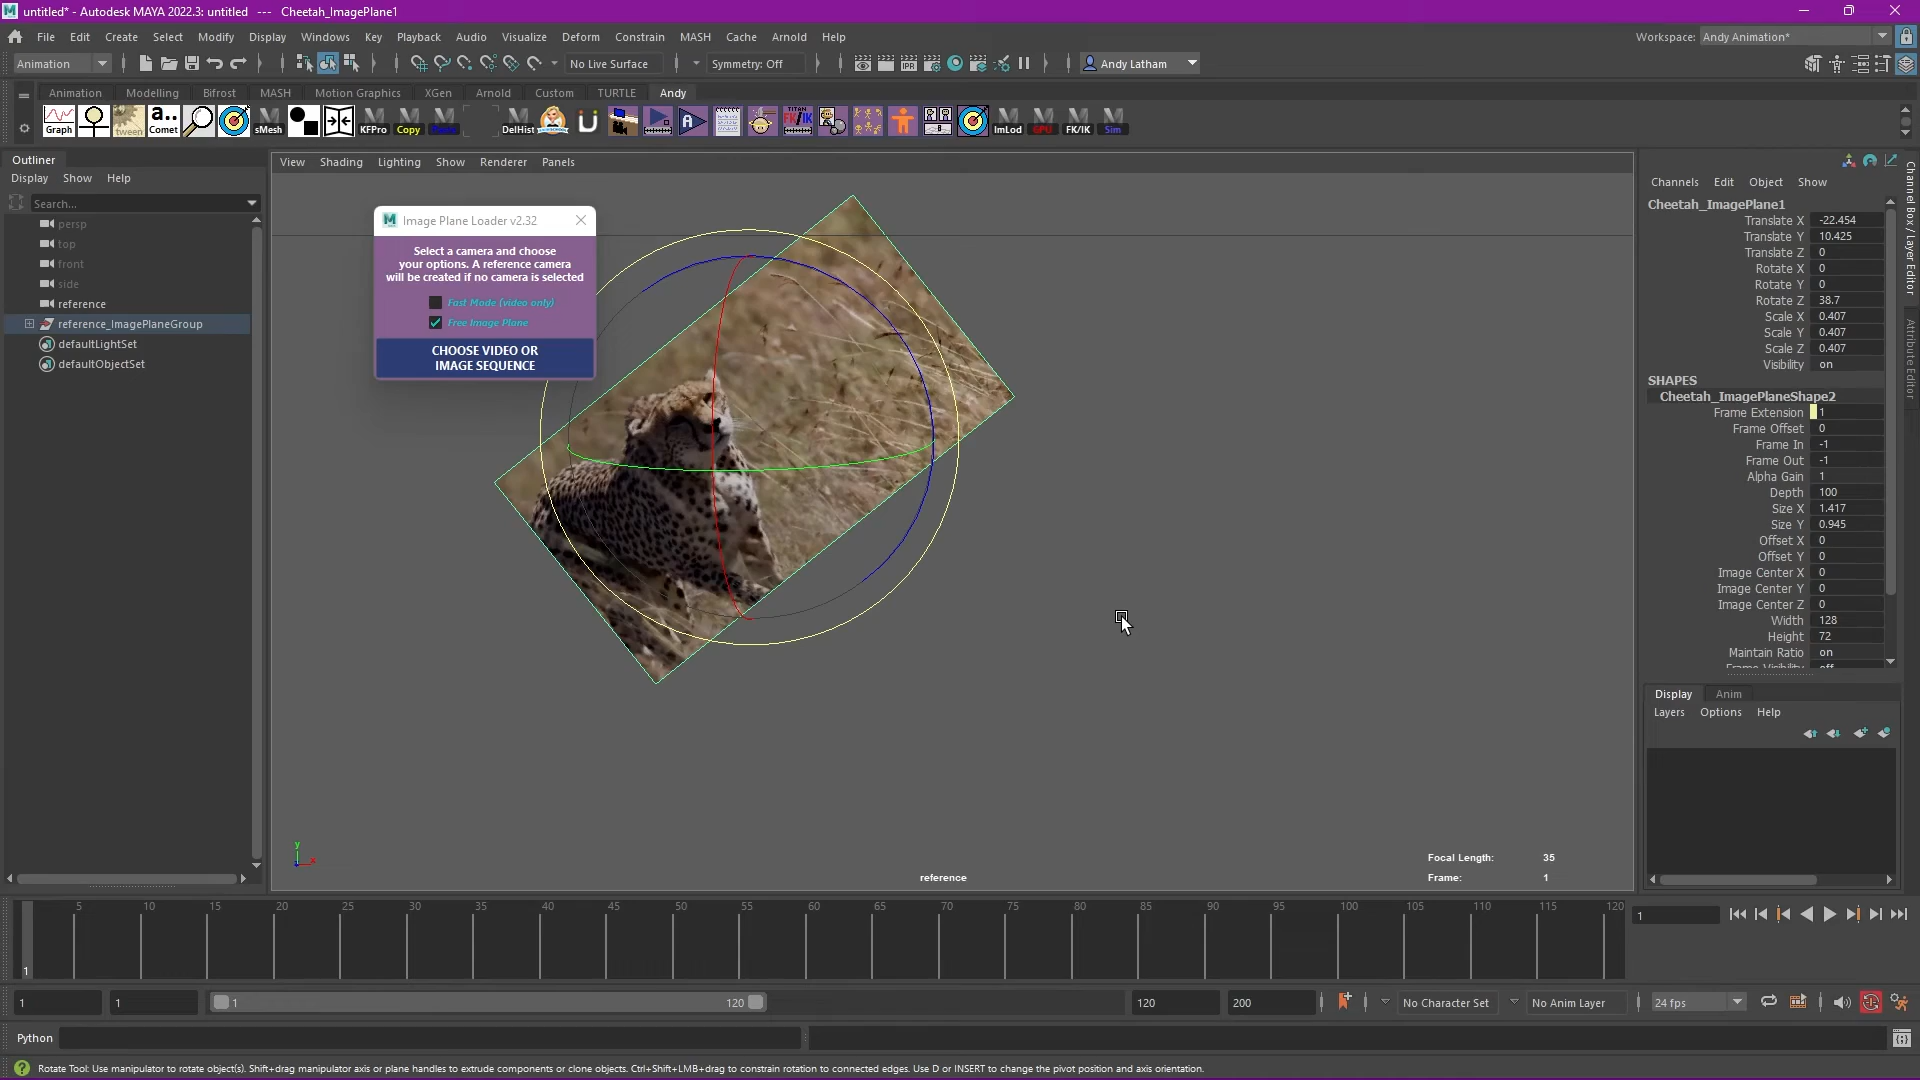 untitled* - Autodesk MAYA 2022.3: untitled --- Cheetah_ImagePlane1
File Edit Create Select Modify Display Windows Key Playback Audio Visualize Deform Constrain MASH Cache Arnold Help
Workspace: Andy Animation*
Animation No Live Surface Symmetry: Off Andy Latham
Animation Modelling Bifrost MASH Motion Graphics XGen Arnold Custom TURTLE Andy
Graph tween Comet sMesh KFPro Copy DelHist ImLod GPU FK/IK Sim
Outliner
Display Show Help
Search...
persp
top
front
side
reference
reference_ImagePlaneGroup
defaultLightSet
defaultObjectSet
View Shading Lighting Show Renderer Panels
Image Plane Loader v2.32
Select a camera and choose
your options. A reference camera
will be created if no camera is selected
Fast Mode (video only)
Free Image Plane
CHOOSE VIDEO OR
IMAGE SEQUENCE
y
x
reference
Focal Length: 35
Frame: 1
Channels Edit Object Show
Cheetah_ImagePlane1
Translate X -22.454
Translate Y 10.425
Translate Z 0
Rotate X 0
Rotate Y 0
Rotate Z 38.7
Scale X 0.407
Scale Y 0.407
Scale Z 0.407
Visibility on
SHAPES
Cheetah_ImagePlaneShape2
Frame Extension 1
Frame Offset 0
Frame In -1
Frame Out -1
Alpha Gain 1
Depth 100
Size X 1.417
Size Y 0.945
Offset X 0
Offset Y 0
Image Center X 0
Image Center Y 0
Image Center Z 0
Width 128
Height 72
Maintain Ratio on
Frame Visibility off
Channel Box / Layer Editor
Attribute Editor
Display Anim
Layers Options Help
5 10 15 20 25 30 35 40 45 50 55 60 65 70 75 80 85 90 95 100 105 110 115 120
1
1
1 1 1 120 120 200 No Character Set No Anim Layer 24 fps
Python
Rotate Tool: Use manipulator to rotate object(s). Shift+drag manipulator axis or plane handles to extrude components or clone objects. Ctrl+Shift+LMB+drag to constrain rotation to connected edges. Use D or INSERT to change the pivot position and axis orientation.